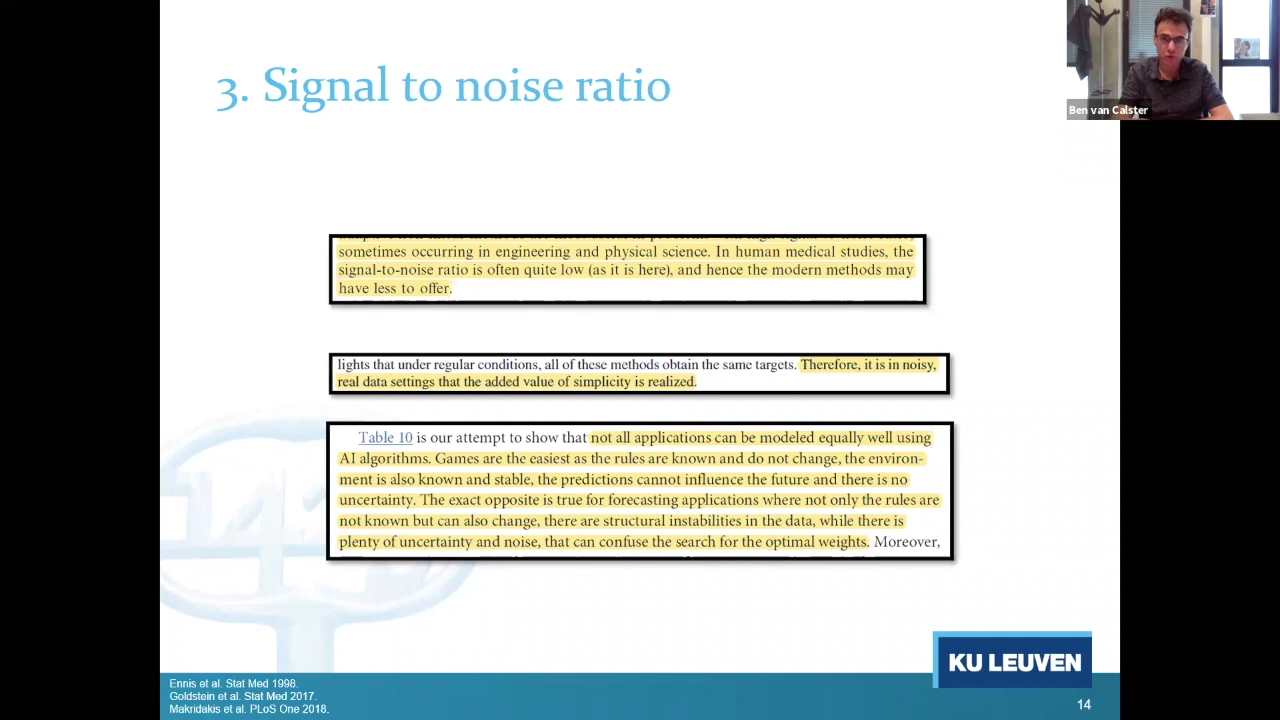 3. Signal to noise ratio
Ben van Calster
sometimes occurring in engineering and physical science. In human medical studies, the
signal-to-noise ratio is often quite low (as it is here), and hence the modern methods may
have less to offer.
lights that under regular conditions, all of these methods obtain the same targets. Therefore, it is in noisy,
real data settings that the added value of simplicity is realized.
Table 10 is our attempt to show that not all applications can be modeled equally well using
AI algorithms. Games are the easiest as the rules are known and do not change, the environ-
ment is also known and stable, the predictions cannot influence the future and there is no
uncertainty. The exact opposite is true for forecasting applications where not only the rules are
not known but can also change, there are structural instabilities in the data, while there is
plenty of uncertainty and noise, that can confuse the search for the optimal weights. Moreover,
KU LEUVEN
Ennis et al. Stat Med 1998.
Goldstein et al. Stat Med 2017.
Makridakis et al. PLoS One 2018.
14